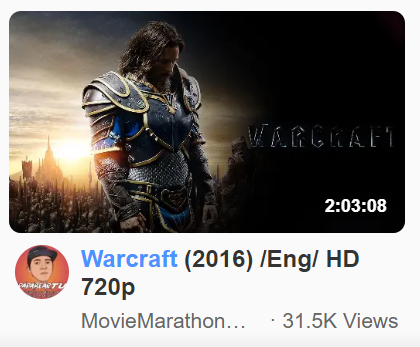 WARCRAFT
2:03:08
Warcraft (2016) /Eng/ HD
720p
MovieMarathon… · 31.5K Views